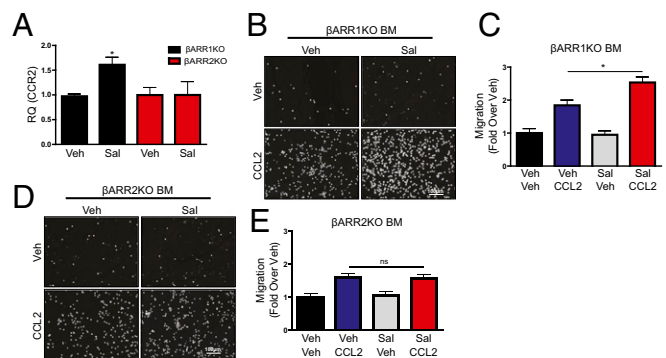 A
RQ (CCR2)
2.0
1.5
1.0
0.5
0.0
*
βARR1KO
βARR2KO
Veh Sal Veh Sal
B
βARR1KO BM
Veh Sal
Veh
CCL2
100μm
C
βARR1KO BM
Migration
(Fold Over Veh)
3
2
1
0
*
Veh Veh Sal Sal
Veh CCL2 Veh CCL2
D
βARR2KO BM
Veh Sal
Veh
CCL2
100μm
E
βARR2KO BM
Migration
(Fold Over Veh)
3
2
1
0
ns
Veh Veh Sal Sal
Veh CCL2 Veh CCL2